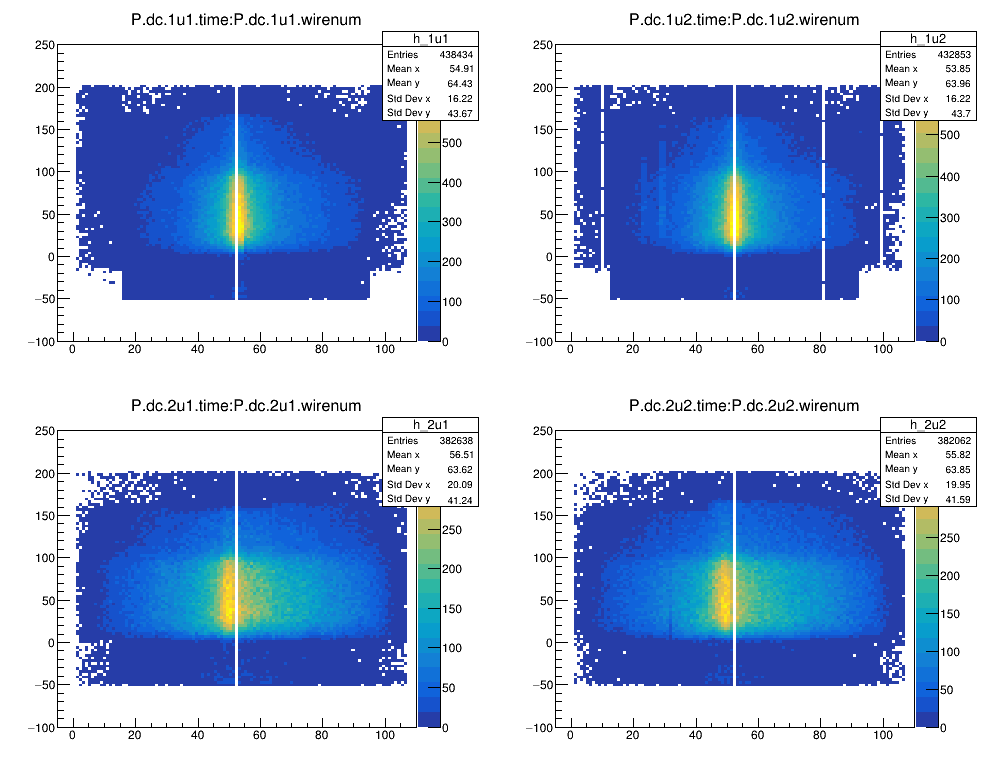 P.dc.1u1.time:P.dc.1u1.wirenum
h_1u1
Entries 438434
Mean x 54.91
Mean y 64.43
Std Dev x 16.22
Std Dev y 43.67
250
200
150
100
50
0
−50
−100
0 20 40 60 80 100
500
400
300
200
100
0
P.dc.1u2.time:P.dc.1u2.wirenum
h_1u2
Entries 432853
Mean x 53.85
Mean y 63.96
Std Dev x 16.22
Std Dev y 43.7
250
200
150
100
50
0
−50
−100
0 20 40 60 80 100
500
400
300
200
100
0
P.dc.2u1.time:P.dc.2u1.wirenum
h_2u1
Entries 382638
Mean x 56.51
Mean y 63.62
Std Dev x 20.09
Std Dev y 41.24
250
200
150
100
50
0
−50
−100
0 20 40 60 80 100
250
200
150
100
50
0
P.dc.2u2.time:P.dc.2u2.wirenum
h_2u2
Entries 382062
Mean x 55.82
Mean y 63.85
Std Dev x 19.95
Std Dev y 41.59
250
200
150
100
50
0
−50
−100
0 20 40 60 80 100
250
200
150
100
50
0